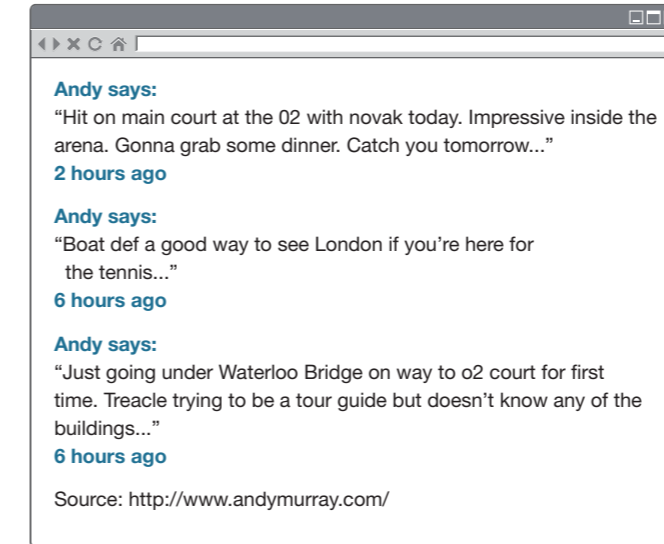 Andy says:
“Hit on main court at the 02 with novak today. Impressive inside the
arena. Gonna grab some dinner. Catch you tomorrow...”
2 hours ago
Andy says:
“Boat def a good way to see London if you’re here for
the tennis...”
6 hours ago
Andy says:
“Just going under Waterloo Bridge on way to o2 court for first
time. Treacle trying to be a tour guide but doesn’t know any of the
buildings...”
6 hours ago
Source: http://www.andymurray.com/